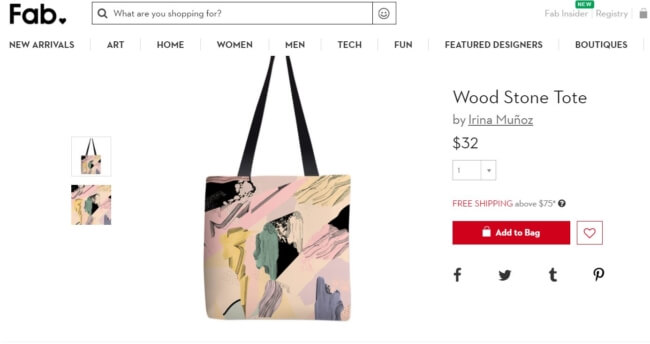 Fab.
What are you shopping for?
NEW
Fab Insider
Registry
NEW ARRIVALS
ART
HOME
WOMEN
MEN
TECH
FUN
FEATURED DESIGNERS
BOUTIQUES
Wood Stone Tote
by Irina Muñoz
$32
1
FREE SHIPPING above $75* ?
Add to Bag